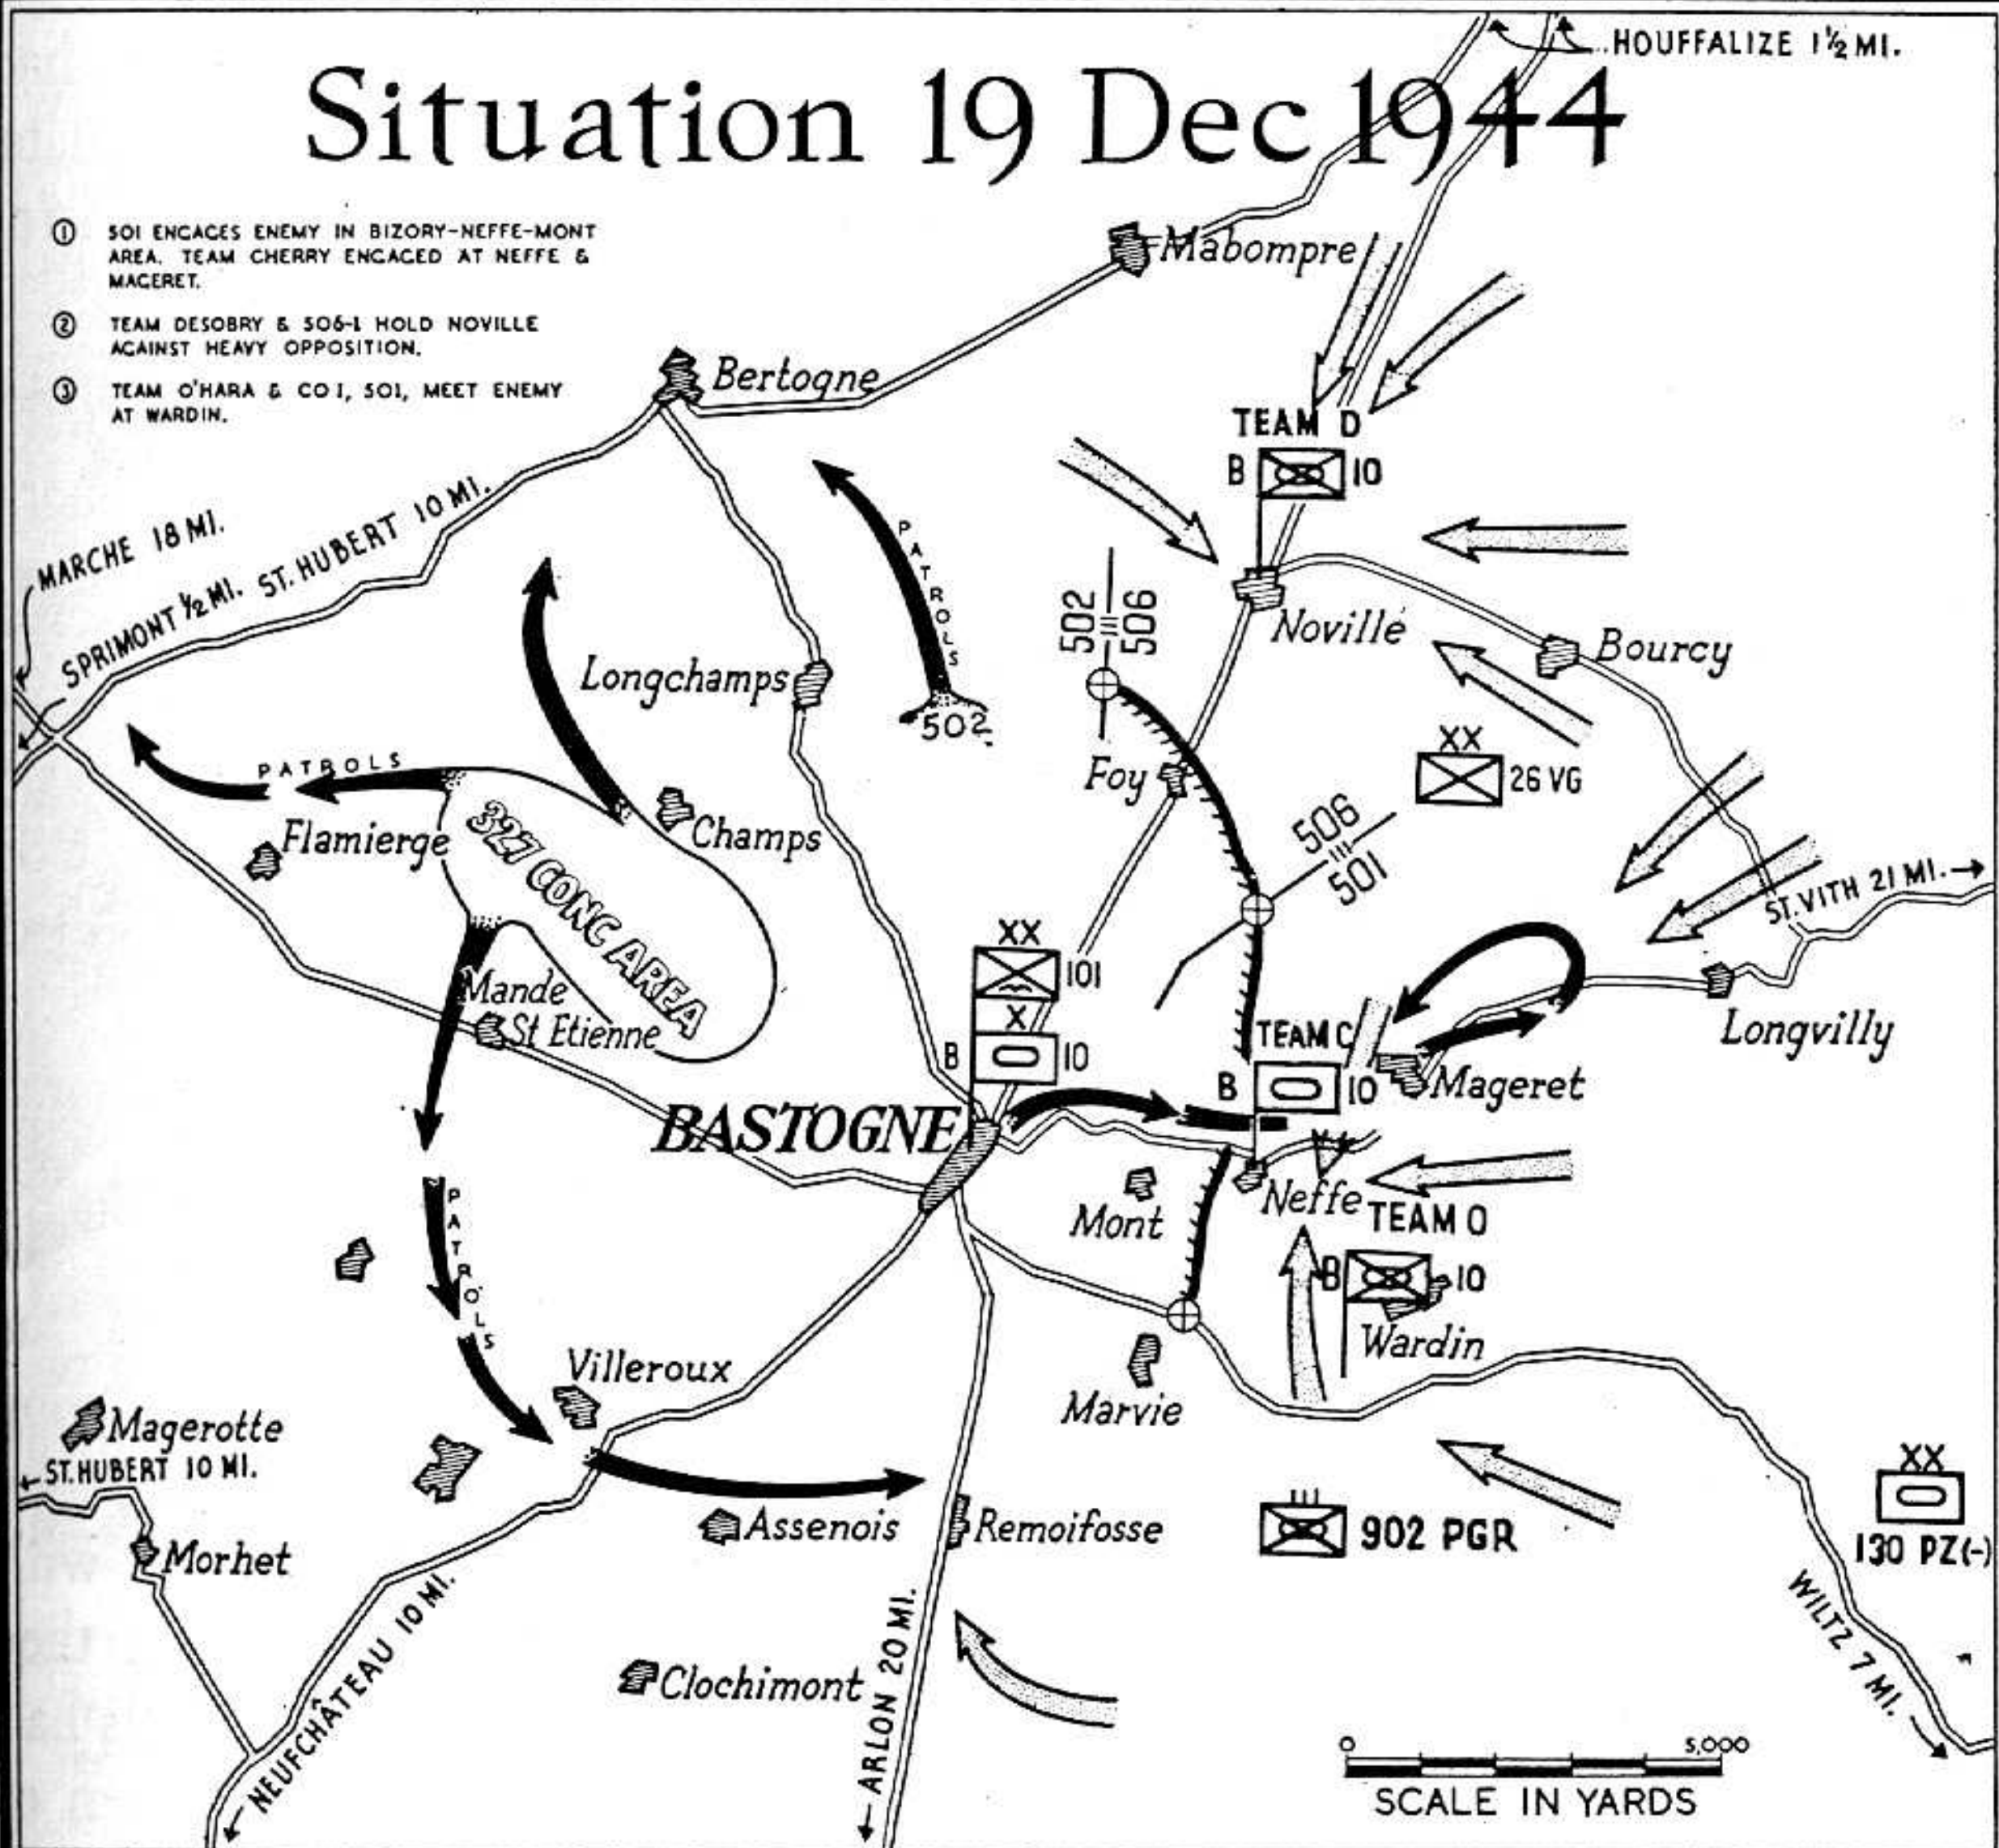 HOUFFALIZE 1½ MI.
Situation 19 Dec 1944
① 501 ENGAGES ENEMY IN BIZORY-NEFFE-MONT
AREA. TEAM CHERRY ENGAGED AT NEFFE &
MAGERET.
② TEAM DESOBRY & 506-1 HOLD NOVILLE
AGAINST HEAVY OPPOSITION.
③ TEAM O'HARA & CO I, 501, MEET ENEMY
AT WARDIN.
Mabompre
Bertogne
TEAM D
B 10
MARCHE 18 MI.
SPRIMONT ½ MI.
ST. HUBERT 10 MI.
PATROLS
502
506
Noville
Bourcy
Longchamps
502
XX
26 VG
Foy
PATROLS
Flamierge
327 CONC AREA
Champs
506
III
501
ST. VITH 21 MI.
XX
101
X
B 10
Mande
St Etienne
TEAM C
B 10
Longvilly
Mageret
BASTOGNE
Mont
Neffe
TEAM O
B 10
Wardin
PATROLS
Villeroux
Marvie
Magerotte
ST. HUBERT 10 MI.
Morhet
Assenois
Remoifosse
III
902 PGR
XX
130 PZ(-)
NEUFCHÂTEAU 10 MI.
Clochimont
ARLON 20 MI.
WILTZ 7 MI.
0 5,000
SCALE IN YARDS